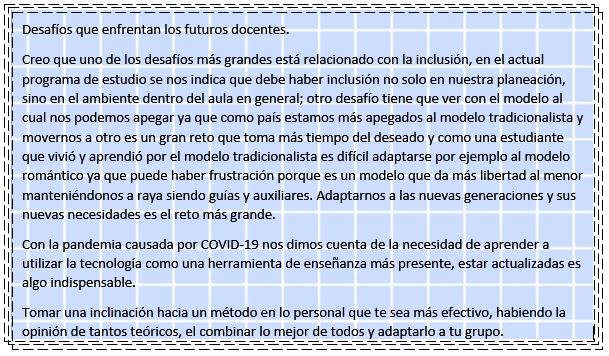 Desafíos que enfrentan los futuros docentes.
Creo que uno de los desafíos más grandes está relacionado con la inclusión, en el actual
programa de estudio se nos indica que debe haber inclusión no solo en nuestra planeación,
sino en el ambiente dentro del aula en general; otro desafío tiene que ver con el modelo al
cual nos podemos apegar ya que como país estamos más apegados al modelo tradicionalista y
movernos a otro es un gran reto que toma más tiempo del deseado y como una estudiante
que vivió y aprendió por el modelo tradicionalista es difícil adaptarse por ejemplo al modelo
romántico ya que puede haber frustración porque es un modelo que da más libertad al menor
manteniéndonos a raya siendo guías y auxiliares. Adaptarnos a las nuevas generaciones y sus
nuevas necesidades es el reto más grande.
Con la pandemia causada por COVID-19 nos dimos cuenta de la necesidad de aprender a
utilizar la tecnología como una herramienta de enseñanza más presente, estar actualizadas es
algo indispensable.
Tomar una inclinación hacia un método en lo personal que te sea más efectivo, habiendo la
opinión de tantos teóricos, el combinar lo mejor de todos y adaptarlo a tu grupo.